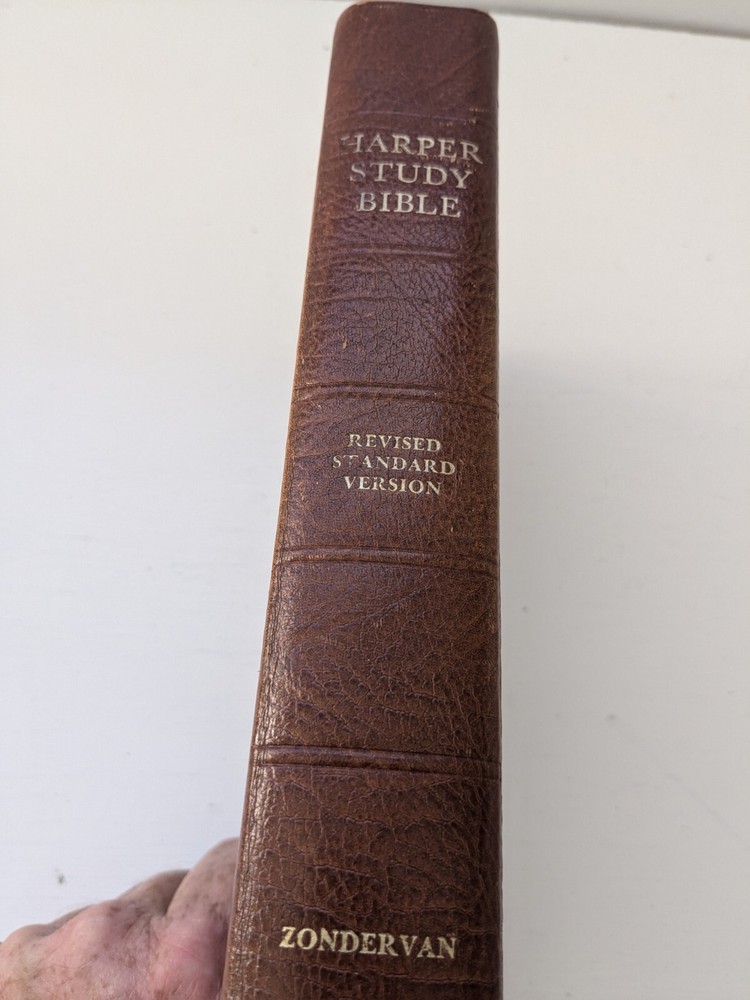 HARPER
STUDY
BIBLE
REVISED
STANDARD
VERSION
ZONDERVAN